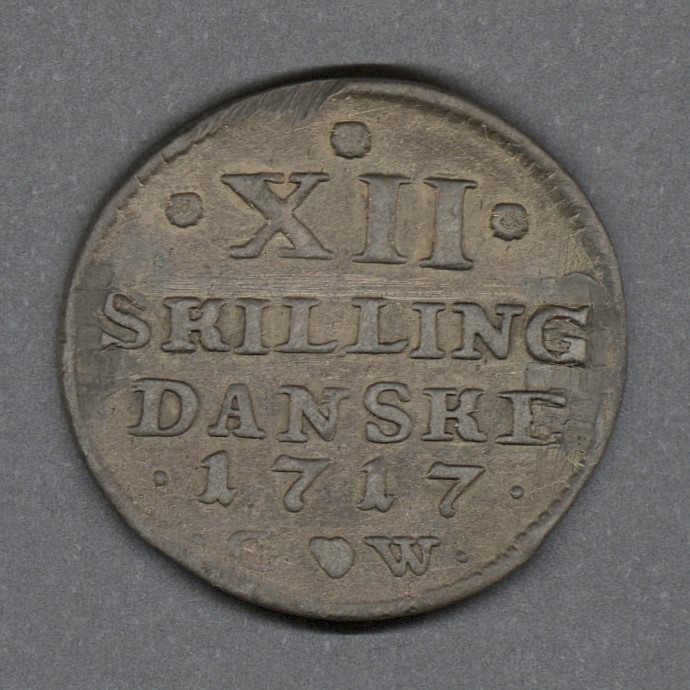 · XII ·
SKILLING
DANSKE
· 1717 ·
· C ♥ W ·